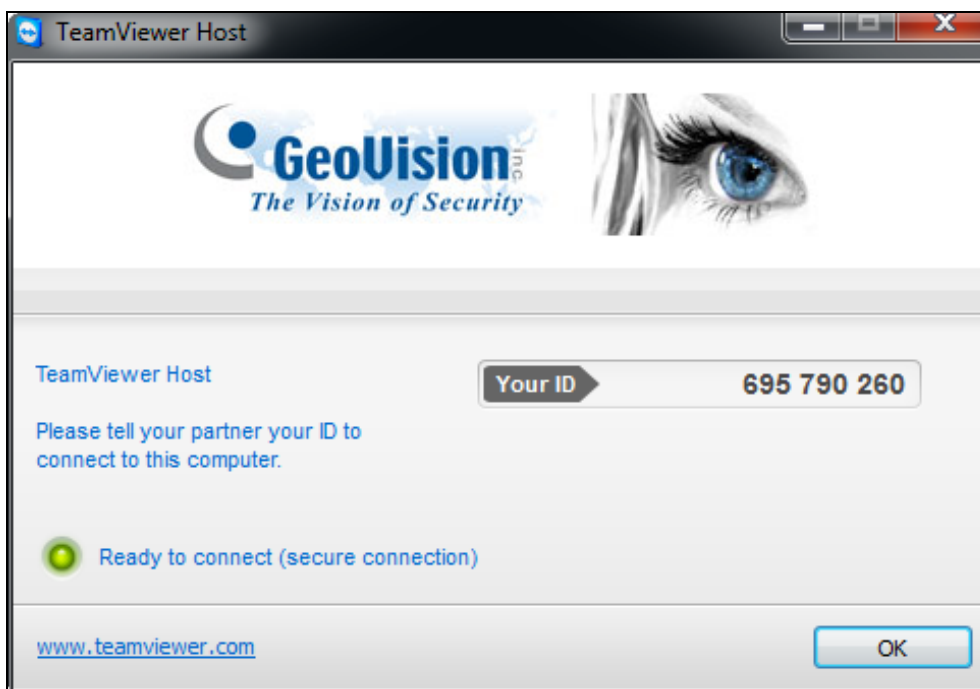 TeamViewer Host
GeoVision inc.
The Vision of Security
TeamViewer Host
Your ID 695 790 260
Please tell your partner your ID to
connect to this computer.
Ready to connect (secure connection)
www.teamviewer.com
OK